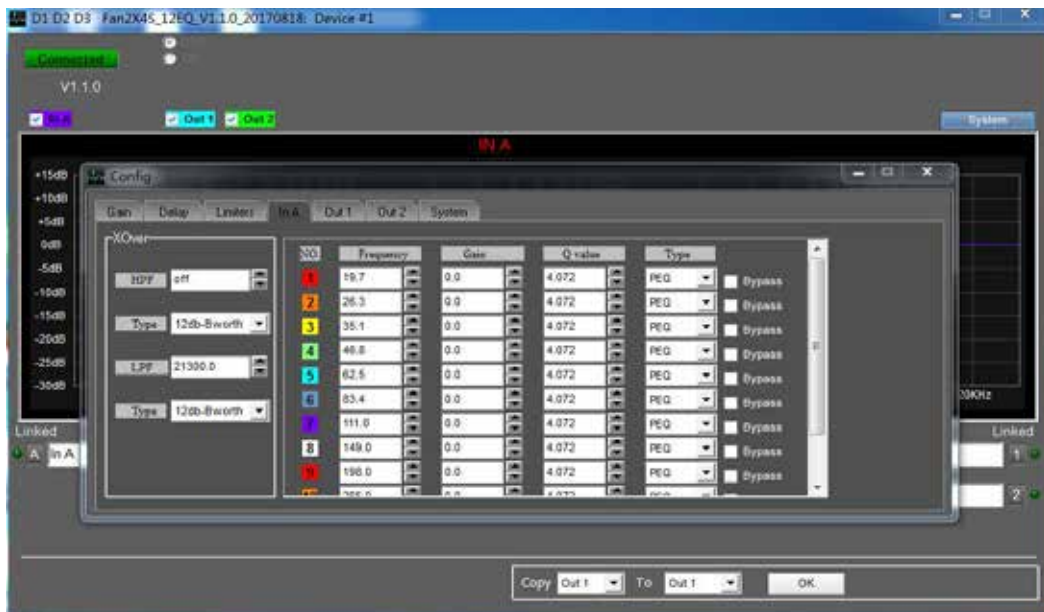 D1 D2 D3 Fan2X4S_12EQ_V1.1.0_20170818: Device #1
Connected
V1.1.0
In A Out 1 Out 2 System
IN A
+15dB
+10dB
+5dB
0dB
-5dB
-10dB
-15dB
-20dB
-25dB
-30dB
20KHz
Config
Gain Delay Limiters In A Out 1 Out 2 System
XOver
HPF off
Type 12db-Bworth
LPF 21300.0
Type 12db-Bworth
NO. Frequency Gain Q value Type
1 19.7 0.0 4.072 PEQ Bypass
2 26.3 0.0 4.072 PEQ Bypass
3 35.1 0.0 4.072 PEQ Bypass
4 46.8 0.0 4.072 PEQ Bypass
5 62.5 0.0 4.072 PEQ Bypass
6 83.4 0.0 4.072 PEQ Bypass
7 111.0 0.0 4.072 PEQ Bypass
8 149.0 0.0 4.072 PEQ Bypass
9 198.0 0.0 4.072 PEQ Bypass
Linked Linked
A In A 1
2
Copy Out 1 To Out 1 OK